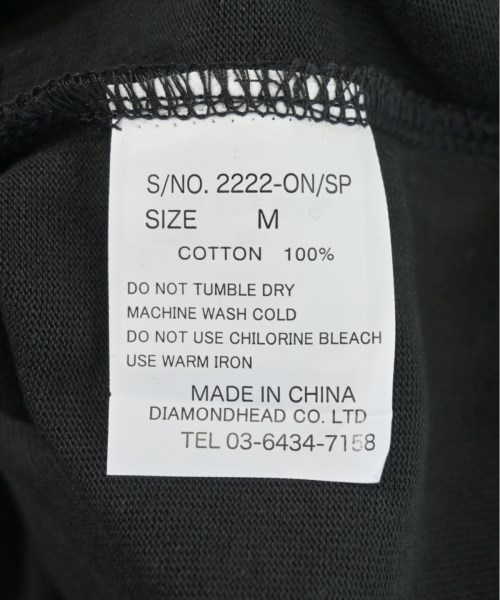 S/NO. 2222-ON/SP
SIZE M
COTTON 100%
DO NOT TUMBLE DRY
MACHINE WASH COLD
DO NOT USE CHILORINE BLEACH
USE WARM IRON
MADE IN CHINA
DIAMONDHEAD CO. LTD
TEL 03-6434-7158